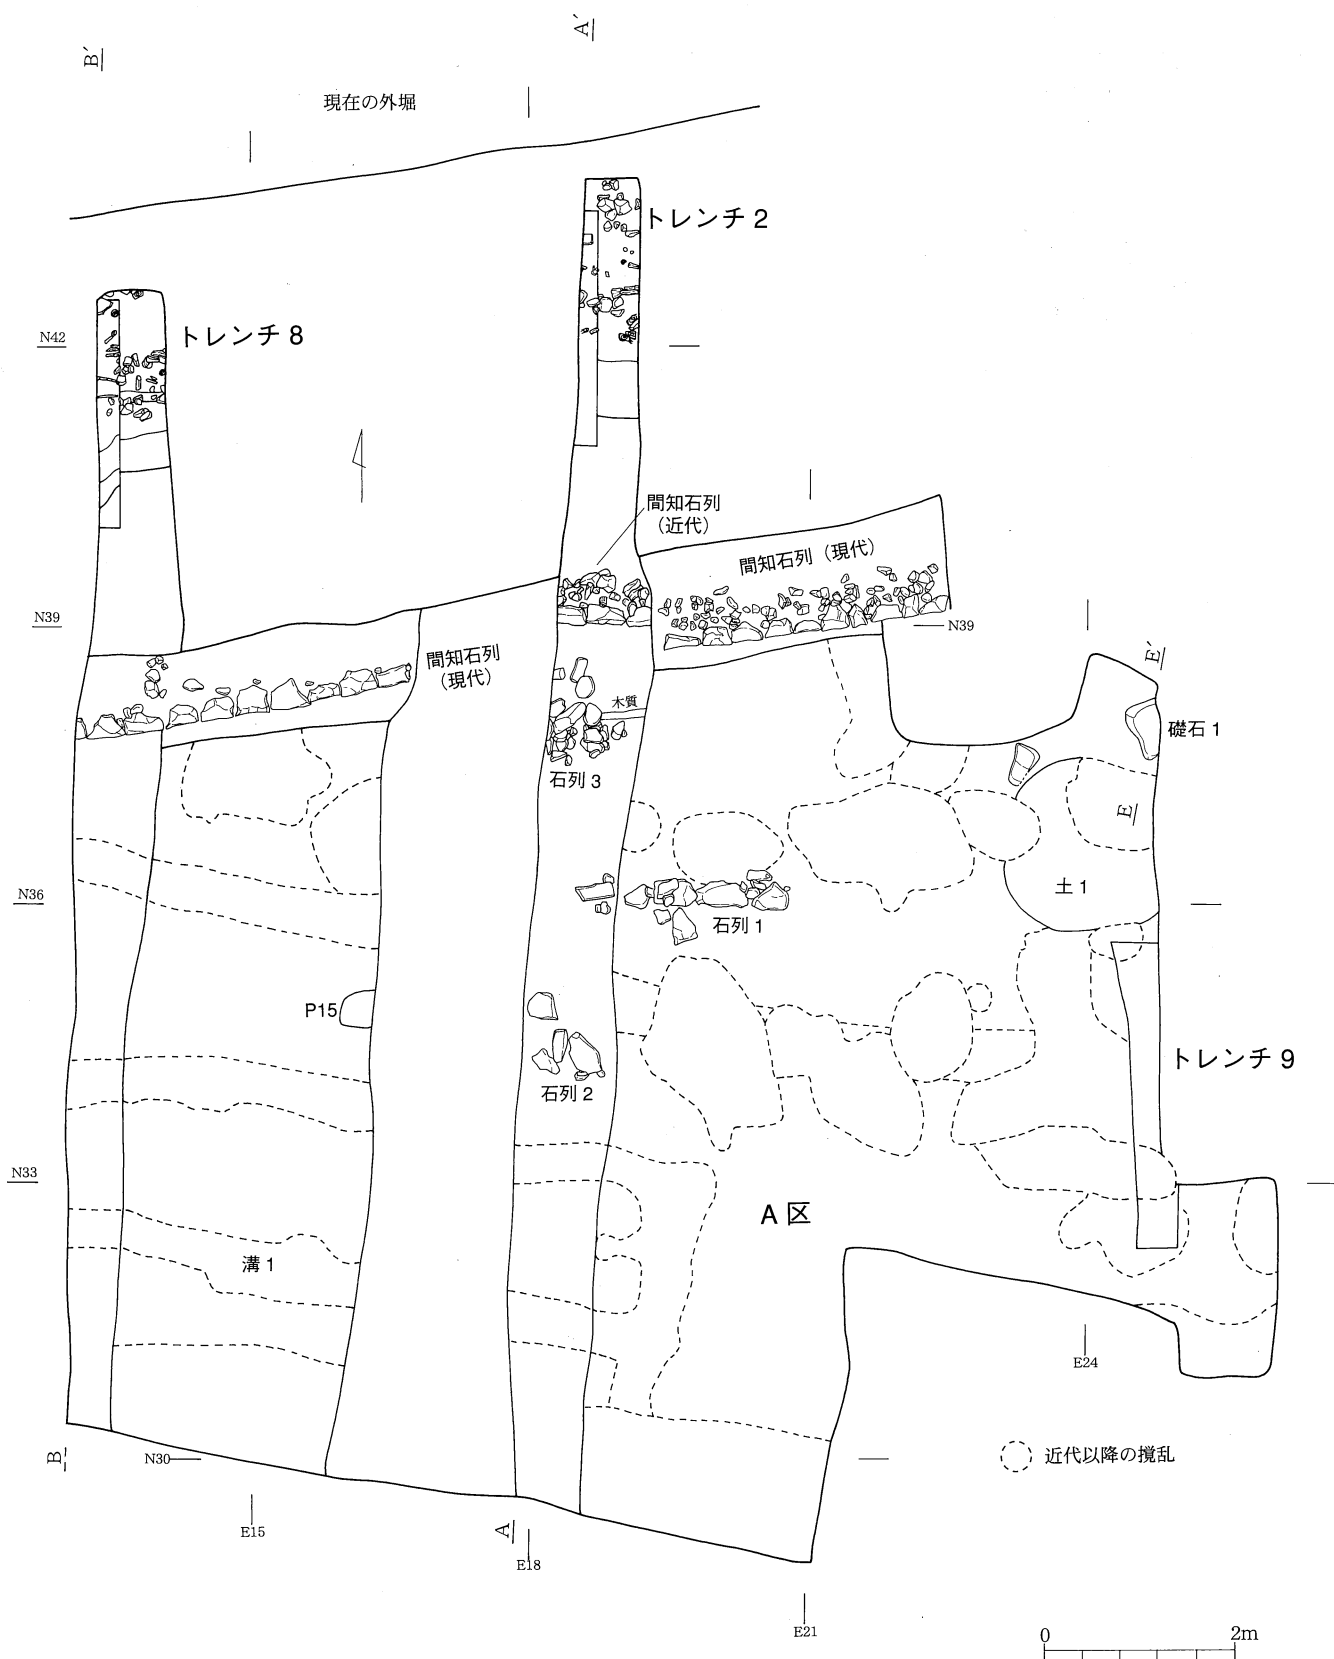 A`
B`
現在の外堀
トレンチ 2
トレンチ 8
N42
間知石列
（近代）
間知石列（現代）
N39
N39
間知石列
（現代）
E`
木質
礎石 1
石列 3
E
N36
土 1
石列 1
P15
トレンチ 9
石列 2
N33
A 区
溝 1
E24
B
N30
近代以降の撹乱
E15
A
E18
E21
0
2m